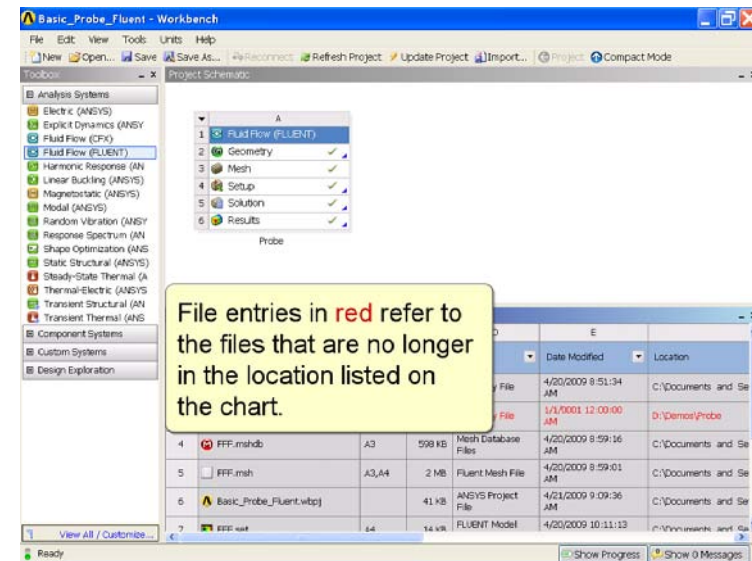 Basic_Probe_Fluent - Workbench
File Edit View Tools Units Help
New Open... Save Save As... Reconnect Refresh Project Update Project Import... Project Compact Mode
Toolbox
Project Schematic
Analysis Systems
Electric (ANSYS)
Explicit Dynamics (ANSY
Fluid Flow (CFX)
Fluid Flow (FLUENT)
Harmonic Response (AN
Linear Buckling (ANSYS)
Magnetostatic (ANSYS)
Modal (ANSYS)
Random Vibration (ANSY
Response Spectrum (AN
Shape Optimization (ANS
Static Structural (ANSYS)
Steady-State Thermal (A
Thermal-Electric (ANSYS
Transient Structural (AN
Transient Thermal (ANS
Component Systems
Custom Systems
Design Exploration
View All / Customize...
A
1 Fluid Flow (FLUENT)
2 Geometry
3 Mesh
4 Setup
5 Solution
6 Results
Probe
File entries in red refer to
the files that are no longer
in the location listed on
the chart.
E
Date Modified Location
File 4/20/2009 8:51:34 AM C:\Documents and Se
File 1/1/0001 12:00:00 AM D:\Demos\Probe
4 FFF.mshdb A3 598 KB Mesh Database Files 4/20/2009 8:59:16 AM C:\Documents and Se
5 FFF.msh A3,A4 2 MB Fluent Mesh File 4/20/2009 8:59:01 AM C:\Documents and Se
6 Basic_Probe_Fluent.wbpj 41 KB ANSYS Project File 4/21/2009 9:09:36 AM C:\Documents and Se
7 FFF.set A4 14 KB FLUENT Model 4/20/2009 10:11:13 C:\Documents and Se
Ready
Show Progress Show 0 Messages